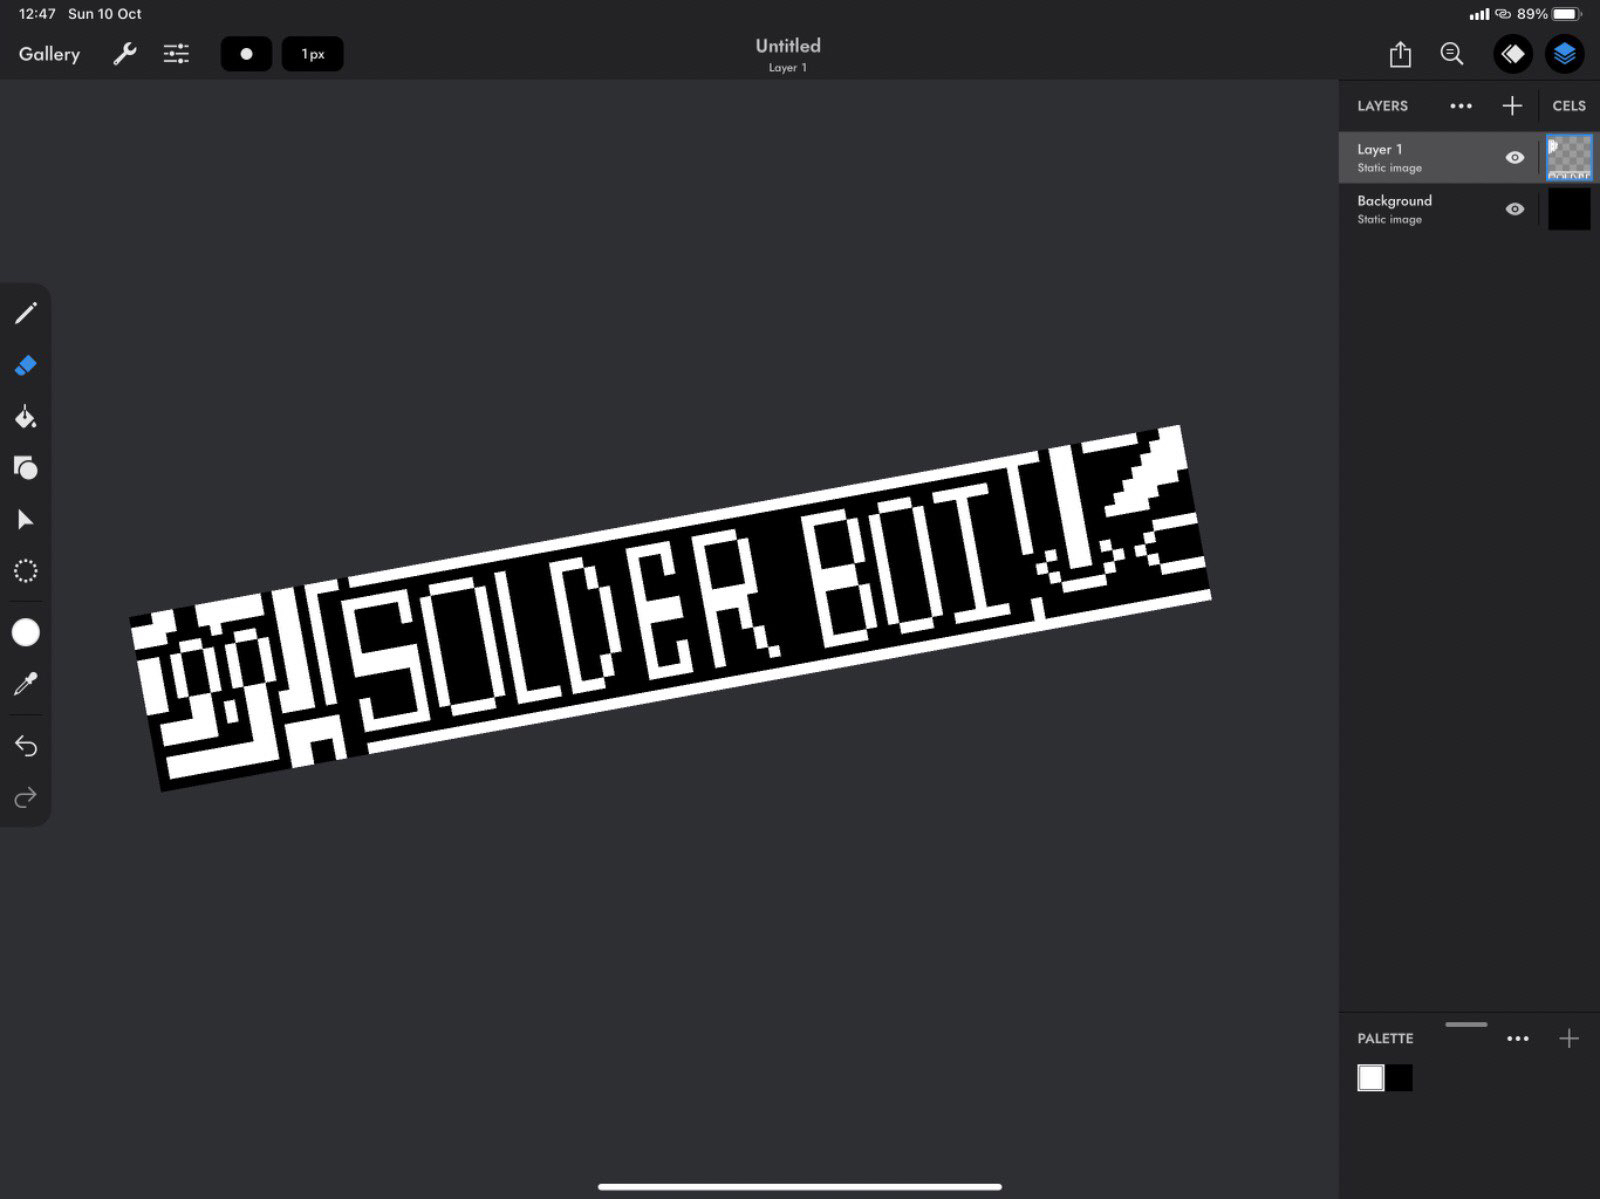 12:47 Sun 10 Oct 89%
Gallery 1px Untitled
Layer 1
LAYERS CELS
Layer 1
Static image
Background
Static image
SOLDER BOI
PALETTE